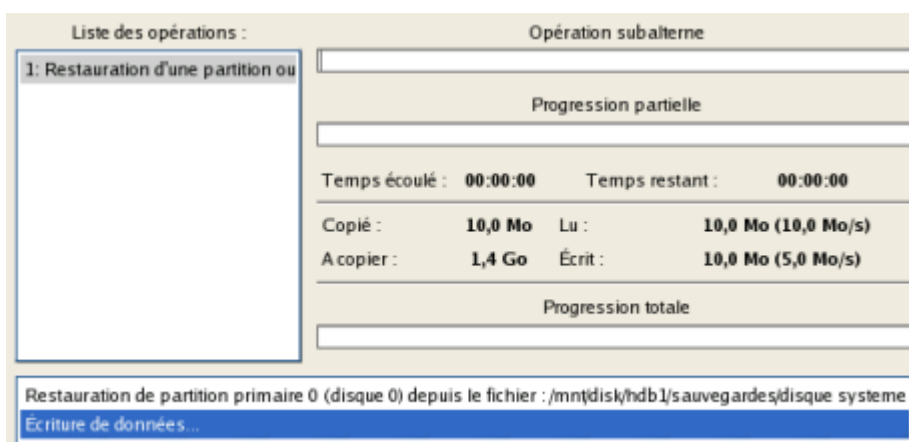 Liste des opérations :
1: Restauration d'une partition ou
Opération subalterne
Progression partielle
Temps écoulé : 00:00:00 Temps restant : 00:00:00
Copié : 10,0 Mo Lu : 10,0 Mo (10,0 Mo/s)
A copier : 1,4 Go Écrit : 10,0 Mo (5,0 Mo/s)
Progression totale
Restauration de partition primaire 0 (disque 0) depuis le fichier : /mnt/disk/hdb1/sauvegardes/disque systeme
Écriture de données...